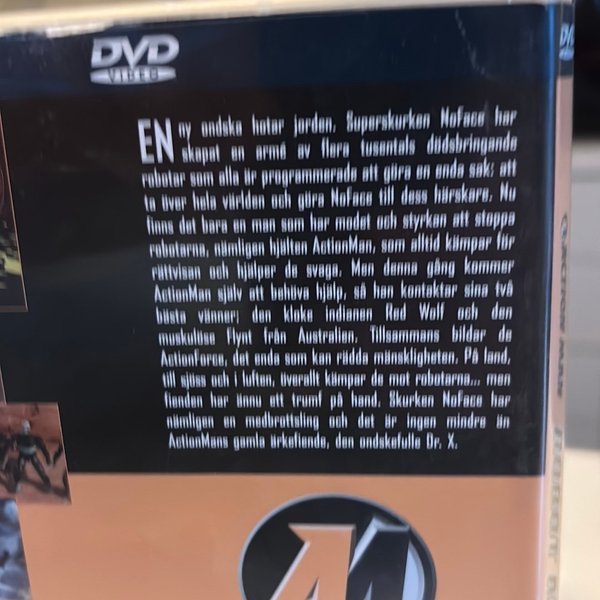 DVD
VIDEO
EN ny ondska hotar jorden. Superskurken NoFace har
skapat en armé av flera tusentals dödsbringande
robotar som alla är programmerade att göra en enda sak: att
ta över hela världen och göra NoFace till dess härskare. Nu
finns det bara en man som har modet och styrkan att stoppa
robotarna, nämligen hjälten ActionMan, som alltid kämpar för
rättvisan och hjälper de svaga. Men denna gång kommer
ActionMan själv att behöva hjälp, så han kontaktar sina två
bästa vänner; den kloke indianen Red Wolf och den
muskulöse Flynt från Australien. Tillsammans bildar de
ActionForce, det enda som kan rädda mänskligheten. På land,
till sjöss och i luften, överallt kämpar de mot robotarna... men
fienden har ännu ett trumf på hand. Skurken NoFace har
nämligen en medbrottsling och det är ingen mindre än
ActionMans gamla ärkefiende, den ondskefulle Dr. X.
ACTION MAN